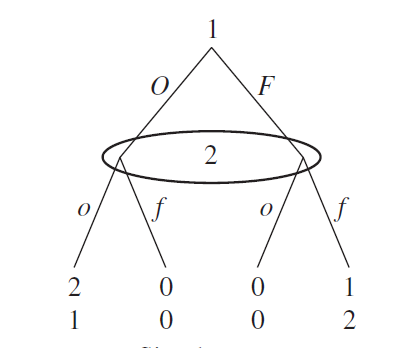 1
O F
2
o f o f
2 0 0 1
1 0 0 2